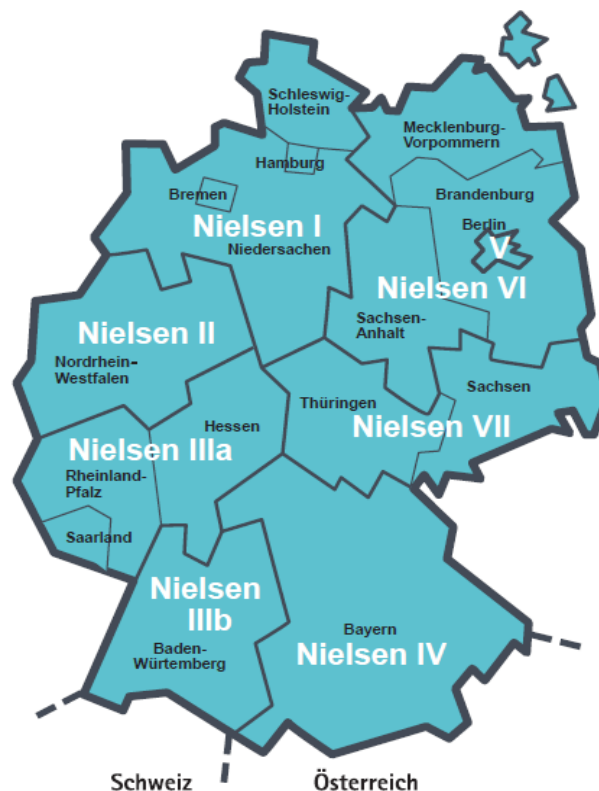 Schleswig-
Holstein
Mecklenburg-
Vorpommern
Hamburg
Bremen
Nielsen I
Niedersachen
Brandenburg
Berlin
V
Nielsen VI
Sachsen-
Anhalt
Nielsen II
Nordrhein-
Westfalen
Sachsen
Thüringen
Nielsen VII
Hessen
Nielsen IIIa
Rheinland-
Pfalz
Saarland
Nielsen
IIIb
Baden-
Würtemberg
Bayern
Nielsen IV
Schweiz
Österreich